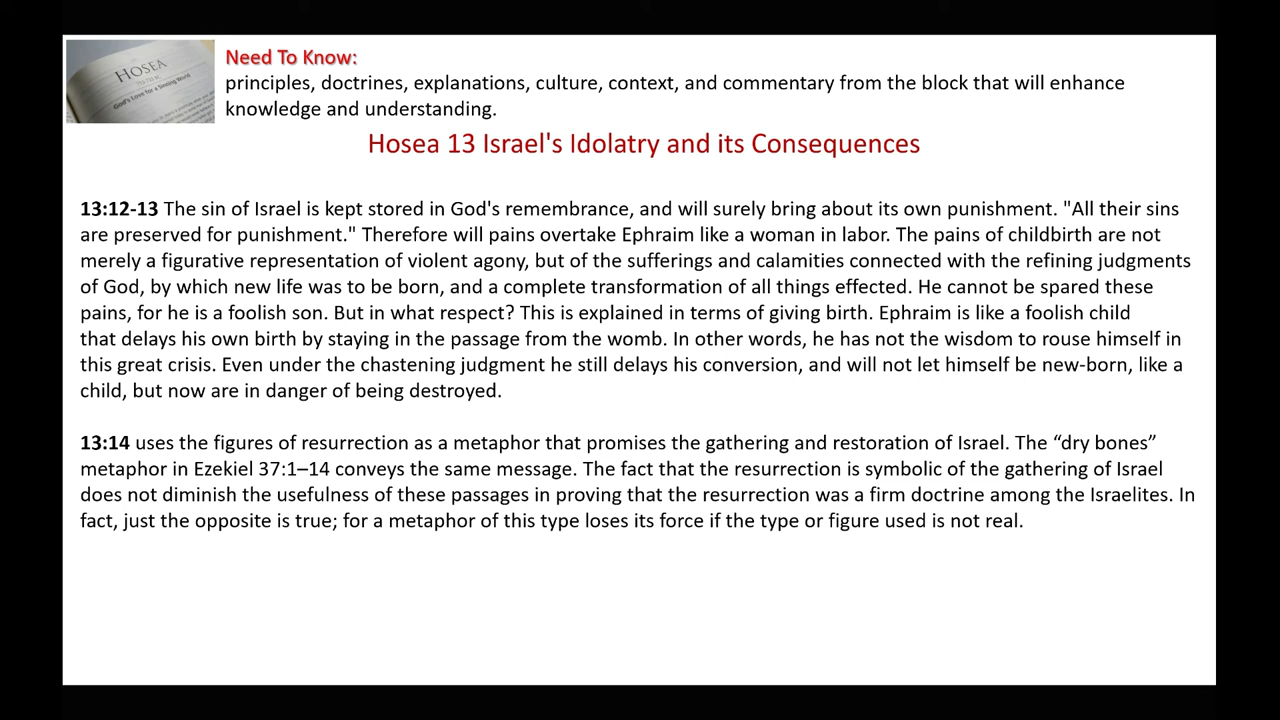 HOSEA
God's Love for a Sinning World
Need To Know:
principles, doctrines, explanations, culture, context, and commentary from the block that will enhance
knowledge and understanding.
Hosea 13 Israel's Idolatry and its Consequences
13:12-13 The sin of Israel is kept stored in God's remembrance, and will surely bring about its own punishment. "All their sins
are preserved for punishment." Therefore will pains overtake Ephraim like a woman in labor. The pains of childbirth are not
merely a figurative representation of violent agony, but of the sufferings and calamities connected with the refining judgments
of God, by which new life was to be born, and a complete transformation of all things effected. He cannot be spared these
pains, for he is a foolish son. But in what respect? This is explained in terms of giving birth. Ephraim is like a foolish child
that delays his own birth by staying in the passage from the womb. In other words, he has not the wisdom to rouse himself in
this great crisis. Even under the chastening judgment he still delays his conversion, and will not let himself be new-born, like a
child, but now are in danger of being destroyed.
13:14 uses the figures of resurrection as a metaphor that promises the gathering and restoration of Israel. The “dry bones”
metaphor in Ezekiel 37:1–14 conveys the same message. The fact that the resurrection is symbolic of the gathering of Israel
does not diminish the usefulness of these passages in proving that the resurrection was a firm doctrine among the Israelites. In
fact, just the opposite is true; for a metaphor of this type loses its force if the type or figure used is not real.